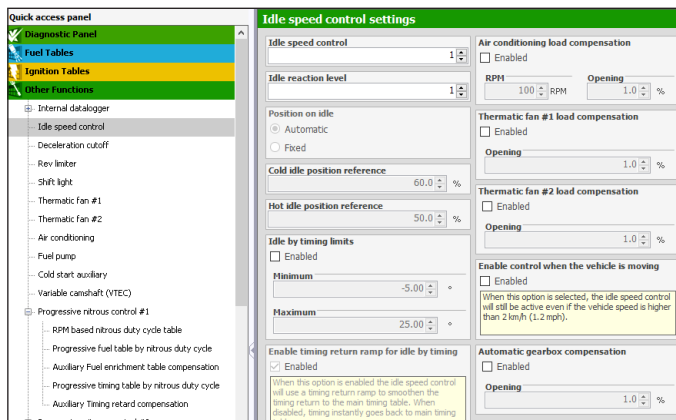 Quick access panel
Diagnostic Panel
Fuel Tables
Ignition Tables
Other Functions
Internal datalogger
Idle speed control
Deceleration cutoff
Rev limiter
Shift light
Thermatic fan #1
Thermatic fan #2
Air conditioning
Fuel pump
Cold start auxiliary
Variable camshaft (VTEC)
Progressive nitrous control #1
RPM based nitrous duty cycle table
Progressive fuel table by nitrous duty cycle
Auxiliary Fuel enrichment table compensation
Progressive timing table by nitrous duty cycle
Auxiliary Timing retard compensation
Idle speed control settings
Idle speed control
1
Idle reaction level
1
Position on idle
Automatic
Fixed
Cold idle position reference
60.0 %
Hot idle position reference
50.0 %
Idle by timing limits
Enabled
Minimum
-5.00 °
Maximum
25.00 °
Enable timing return ramp for idle by timing
Enabled
When this option is enabled the idle speed control
will use a timing return ramp to smoothen the
timing return to the main timing table. When
disabled, timing instantly goes back to main timing
Air conditioning load compensation
Enabled
RPM
100 RPM
Opening
1.0 %
Thermatic fan #1 load compensation
Enabled
Opening
1.0 %
Thermatic fan #2 load compensation
Enabled
Opening
1.0 %
Enable control when the vehicle is moving
Enabled
When this option is selected, the idle speed control
will still be active even if the vehicle speed is higher
than 2 km/h (1.2 mph).
Automatic gearbox compensation
Enabled
Opening
1.0 %